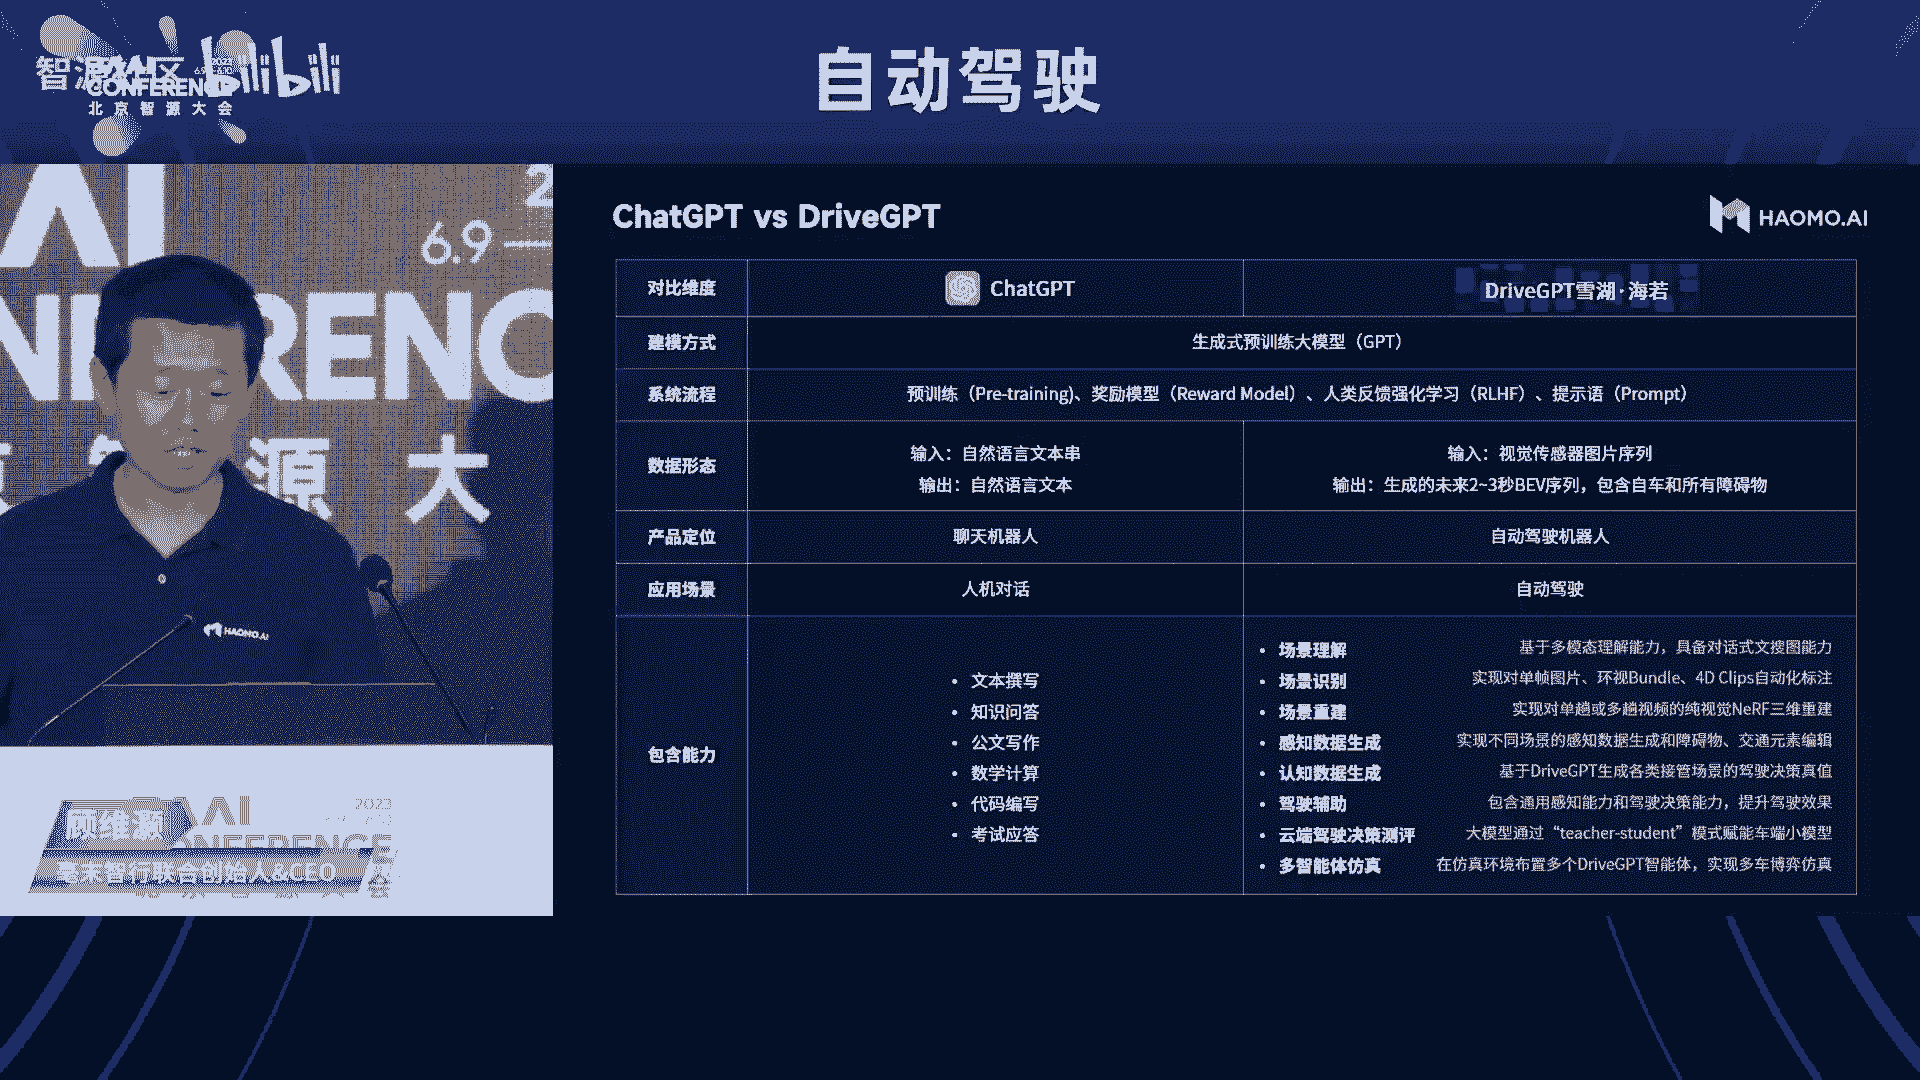 智源社区 bilibili
BAAI 2023
CONFERENCE
北京智源大会
自动驾驶
AI
6.9—
源 大
HAOMO.AI
顾维灏
毫末智行联合创始人&CEO
2023
ChatGPT vs DriveGPT
HAOMO.AI
对比维度 ChatGPT DriveGPT雪湖·海若
建模方式 生成式预训练大模型（GPT）
系统流程 预训练（Pre-training)、奖励模型（Reward Model）、人类反馈强化学习（RLHF）、提示语（Prompt）
数据形态
输入：自然语言文本串
输出：自然语言文本
输入：视觉传感器图片序列
输出：生成的未来2~3秒BEV序列，包含自车和所有障碍物
产品定位 聊天机器人 自动驾驶机器人
应用场景 人机对话 自动驾驶
包含能力
• 文本撰写
• 知识问答
• 公文写作
• 数学计算
• 代码编写
• 考试应答
• 场景理解 基于多模态理解能力，具备对话式文搜图能力
• 场景识别 实现对单帧图片、环视Bundle、4D Clips自动化标注
• 场景重建 实现对单趟或多趟视频的纯视觉NeRF三维重建
• 感知数据生成 实现不同场景的感知数据生成和障碍物、交通元素编辑
• 认知数据生成 基于DriveGPT生成各类接管场景的驾驶决策真值
• 驾驶辅助 包含通用感知能力和驾驶决策能力，提升驾驶效果
• 云端驾驶决策测评 大模型通过“teacher-student”模式赋能车端小模型
• 多智能体仿真 在仿真环境布置多个DriveGPT智能体，实现多车博弈仿真